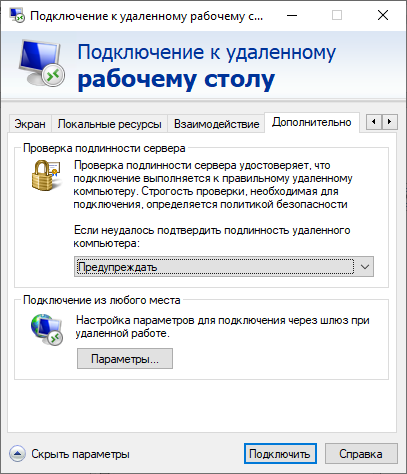 Подключение к удаленному рабочему с...
Подключение к удаленному
рабочему столу
Экран Локальные ресурсы Взаимодействие Дополнительно
Проверка подлинности сервера
Проверка подлинности сервера удостоверяет, что
подключение выполняется к правильному удаленному
компьютеру. Строгость проверки, необходимая для
подключения, определяется политикой безопасности
Если неудалось подтвердить подлинность удаленного
компьютера:
Предупреждать
Подключение из любого места
Настройка параметров для подключения через шлюз при
удаленной работе.
Параметры...
Скрыть параметры Подключить Справка